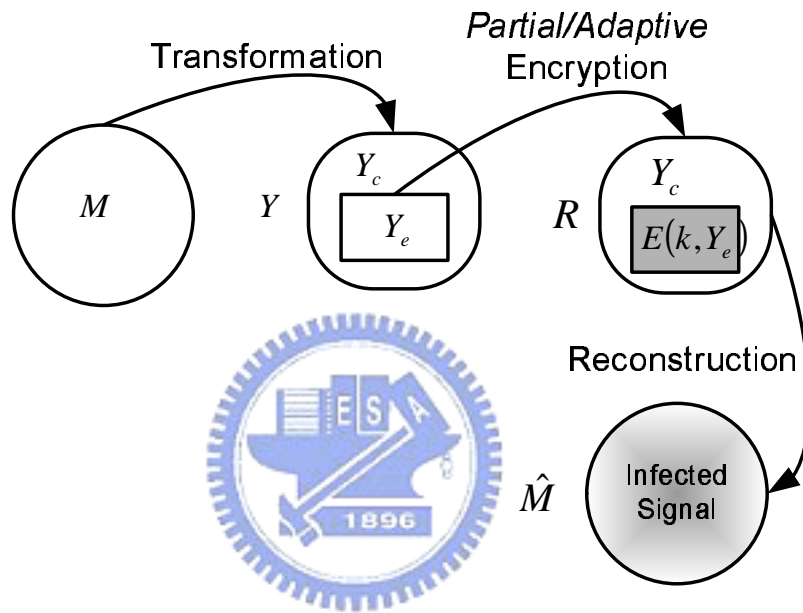 Partial/Adaptive
Transformation
Encryption
M
Y
Y_c
Y_e
R
Y_c
E(k, Y_e)
Reconstruction
E S A
1896
M̂
Infected
Signal